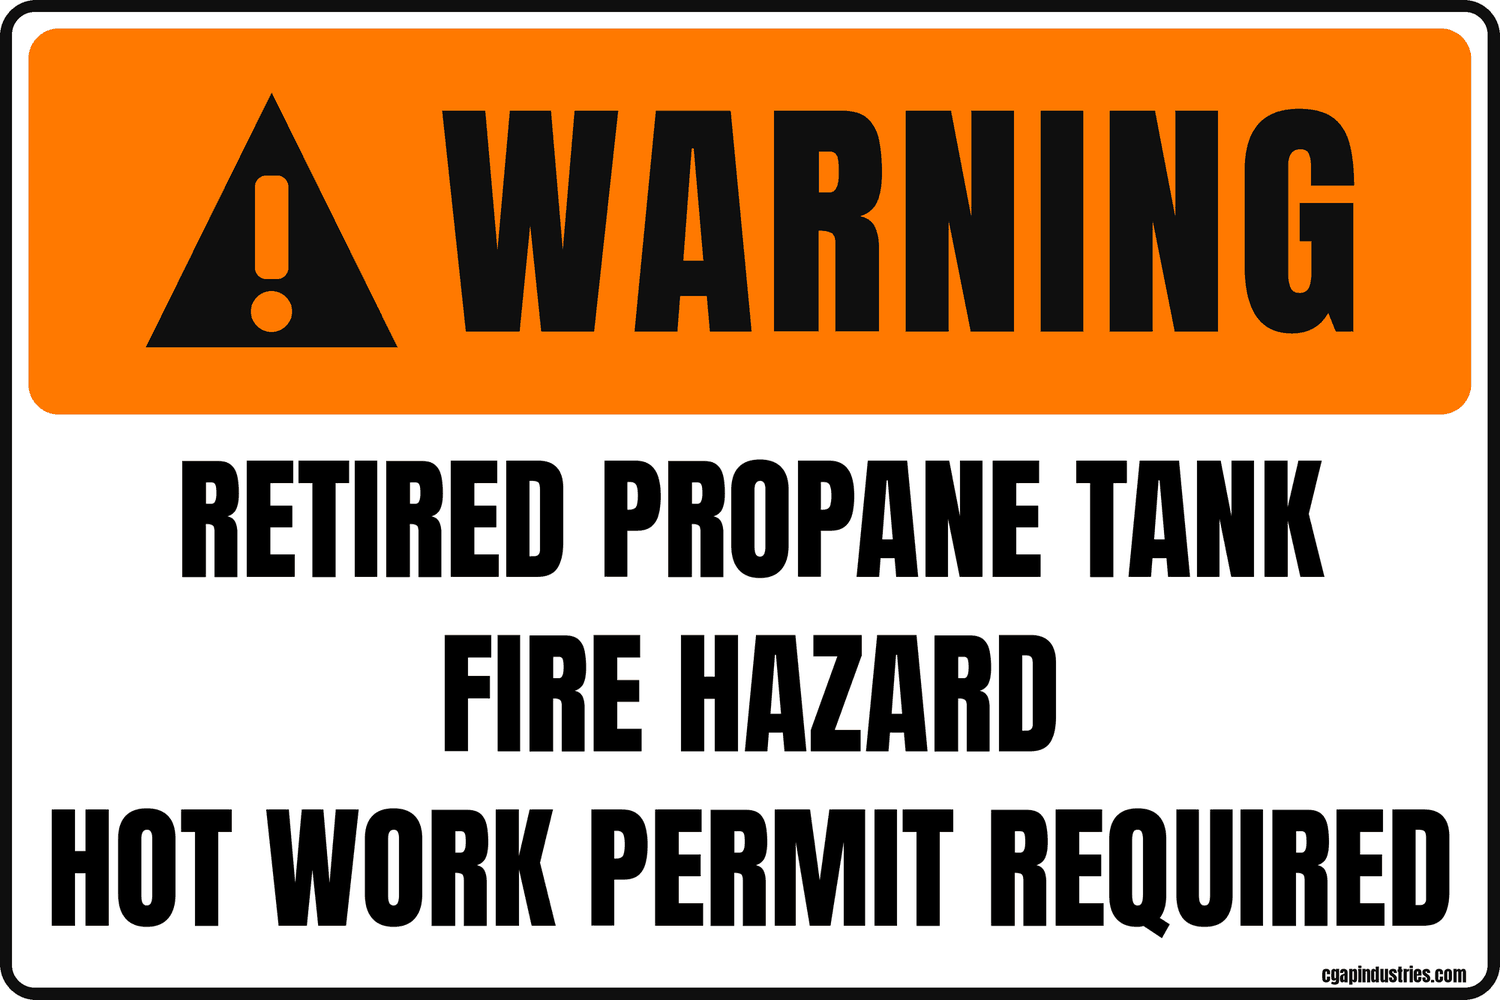 WARNING
RETIRED PROPANE TANK
FIRE HAZARD
HOT WORK PERMIT REQUIRED
cgapindustries.com